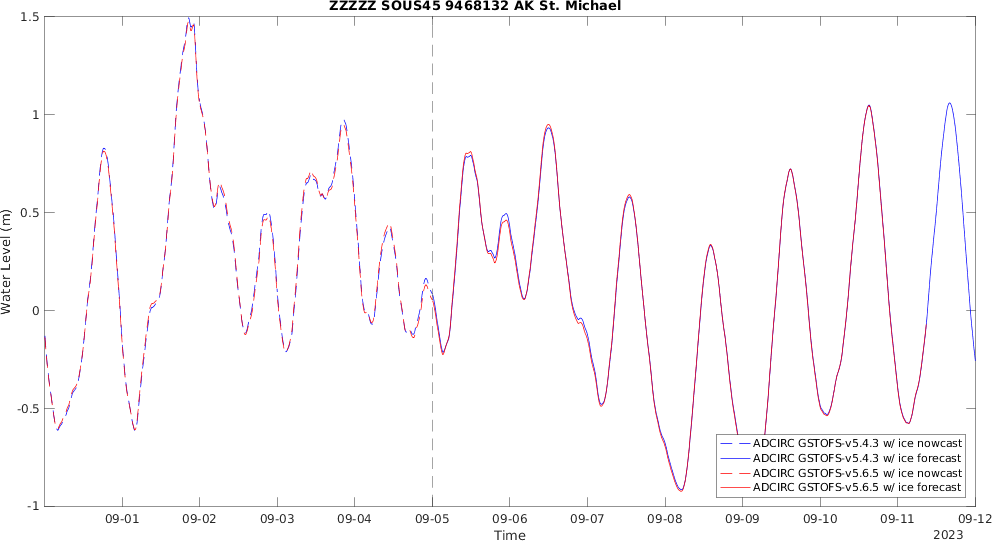 ZZZZZ SOUS45 9468132 AK St. Michael
1.5
1
0.5
0
-0.5
-1
Water Level (m)
09-01 09-02 09-03 09-04 09-05 09-06 09-07 09-08 09-09 09-10 09-11 09-12
Time
2023
ADCIRC GSTOFS-v5.4.3 w/ ice nowcast
ADCIRC GSTOFS-v5.4.3 w/ ice forecast
ADCIRC GSTOFS-v5.6.5 w/ ice nowcast
ADCIRC GSTOFS-v5.6.5 w/ ice forecast